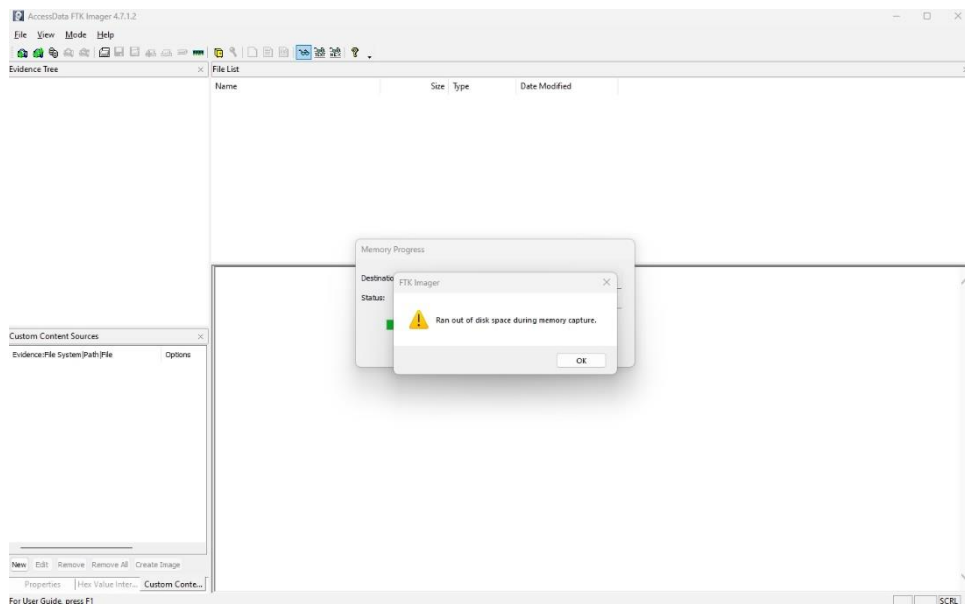 AccessData FTK Imager 4.7.1.2
File View Mode Help
Evidence Tree
File List
Name Size Type Date Modified
Memory Progress
Destinatio
Status:
FTK Imager
Ran out of disk space during memory capture.
OK
Custom Content Sources
Evidence:File System|Path|File Options
New Edit Remove Remove All Create Image
Properties Hex Value Inter... Custom Conte...
For User Guide, press F1
SCRL